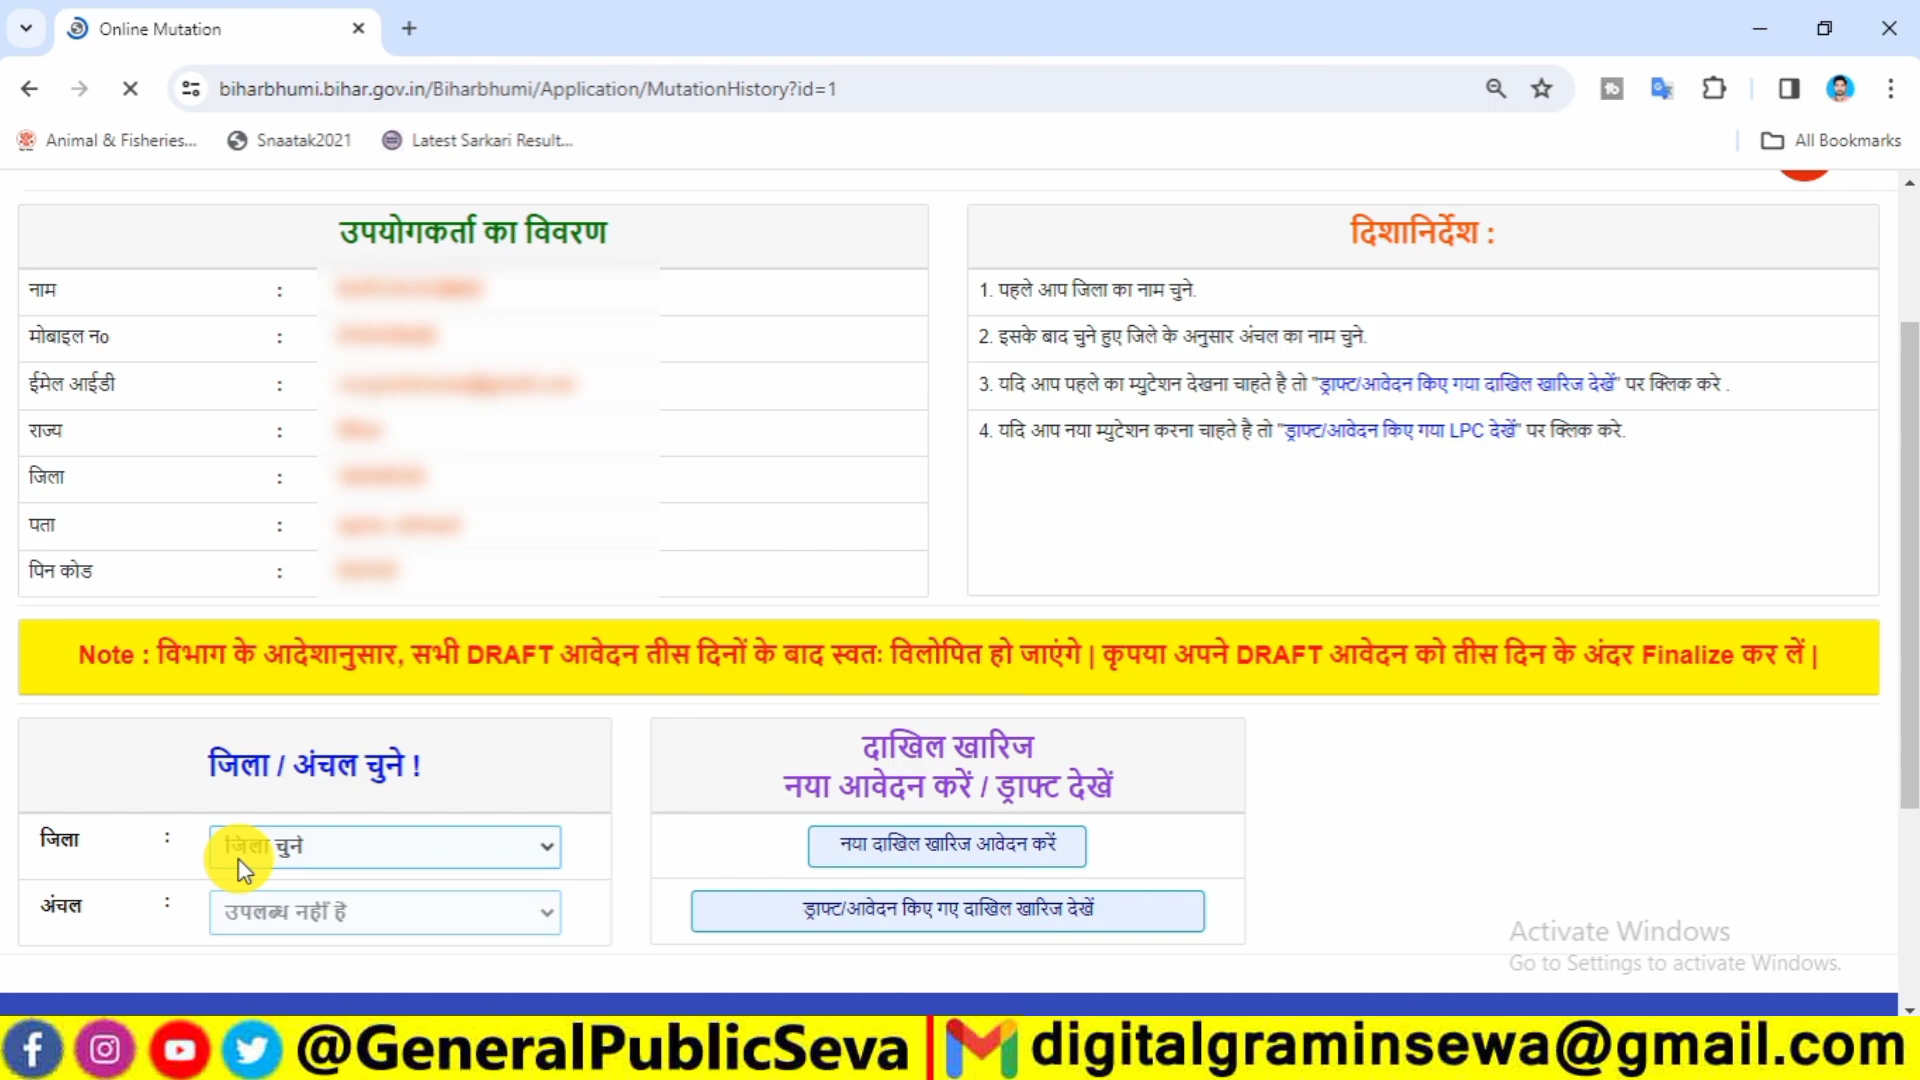 Online Mutation
biharbhumi.bihar.gov.in/Biharbhumi/Application/MutationHistory?id=1
Animal & Fisheries...
Snaatak2021
Latest Sarkari Result...
All Bookmarks
उपयोगकर्ता का विवरण
नाम :
मोबाइल न० :
ईमेल आईडी :
राज्य :
जिला :
पता :
पिन कोड :
दिशानिर्देश :
1. पहले आप जिला का नाम चुने.
2. इसके बाद चुने हुए जिले के अनुसार अंचल का नाम चुने.
3. यदि आप पहले का म्युटेशन देखना चाहते है तो "ड्राफ्ट/आवेदन किए गया दाखिल खारिज देखें" पर क्लिक करे .
4. यदि आप नया म्युटेशन करना चाहते है तो "ड्राफ्ट/आवेदन किए गया LPC देखें" पर क्लिक करे.
Note : विभाग के आदेशानुसार, सभी DRAFT आवेदन तीस दिनों के बाद स्वतः विलोपित हो जाएंगे | कृपया अपने DRAFT आवेदन को तीस दिन के अंदर Finalize कर लें |
जिला / अंचल चुने !
जिला : जिला चुने
अंचल : उपलब्ध नहीं है
दाखिल खारिज
नया आवेदन करें / ड्राफ्ट देखें
नया दाखिल खारिज आवेदन करें
ड्राफ्ट/आवेदन किए गए दाखिल खारिज देखें
Activate Windows
Go to Settings to activate Windows.
@GeneralPublicSeva
digitalgraminsewa@gmail.com